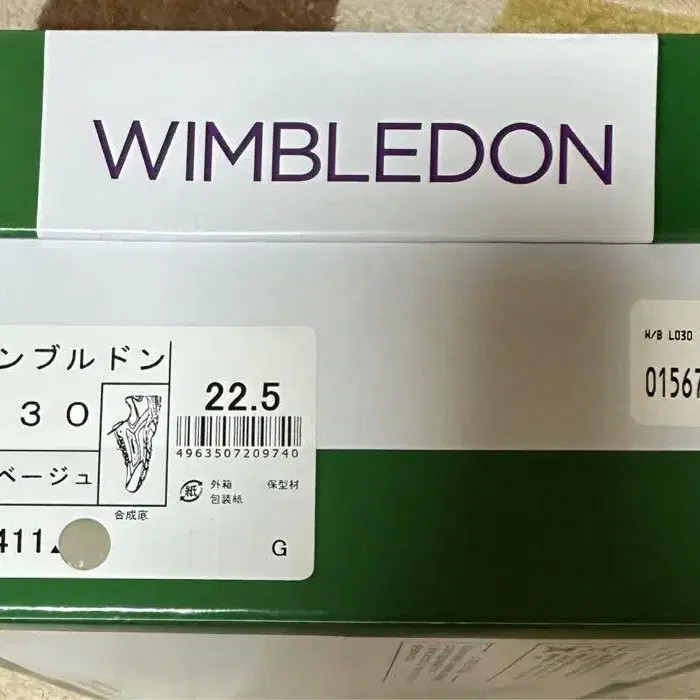 WIMBLEDON
ンブルドン
30
22.5
4963507209740
ベージュ
紙
外箱
包装紙
保型材
合成底
411
G
W/B L030
01567